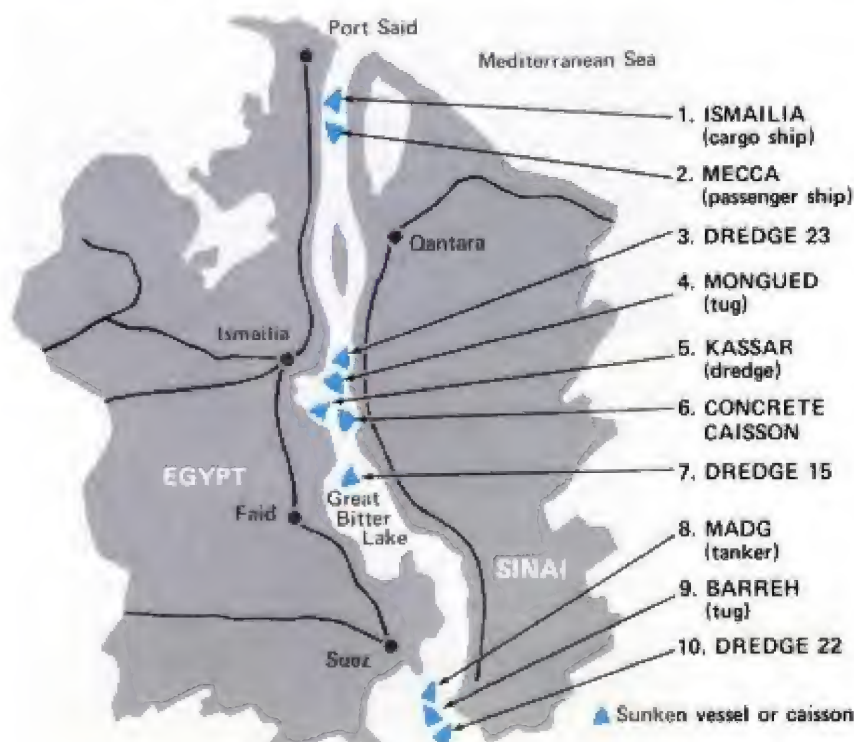 Port Said
Mediterranean Sea
1. ISMAILIA
(cargo ship)
2. MECCA
(passenger ship)
3. DREDGE 23
Qantara
4. MONGUED
(tug)
Ismailia
5. KASSAR
(dredge)
6. CONCRETE
CAISSON
EGYPT
7. DREDGE 15
Great
Bitter
Lake
Faid
8. MADG
(tanker)
SINAI
9. BARREH
(tug)
10. DREDGE 22
Suez
Sunken vessel or caisson